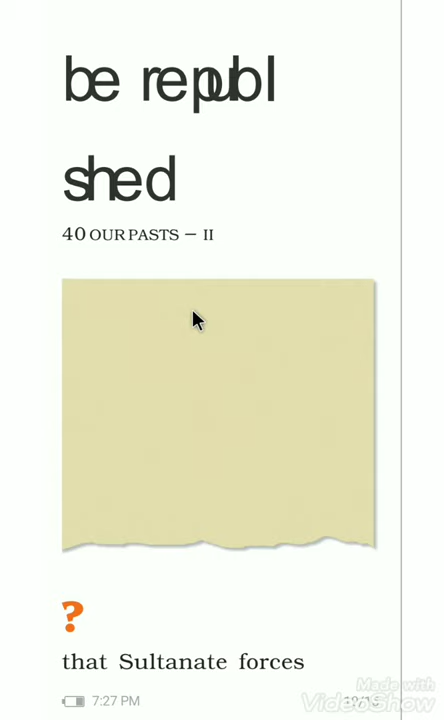 be republ
shed
40 OUR PASTS – II
?
that Sultanate forces
7:27 PM
Made with
VideoShow